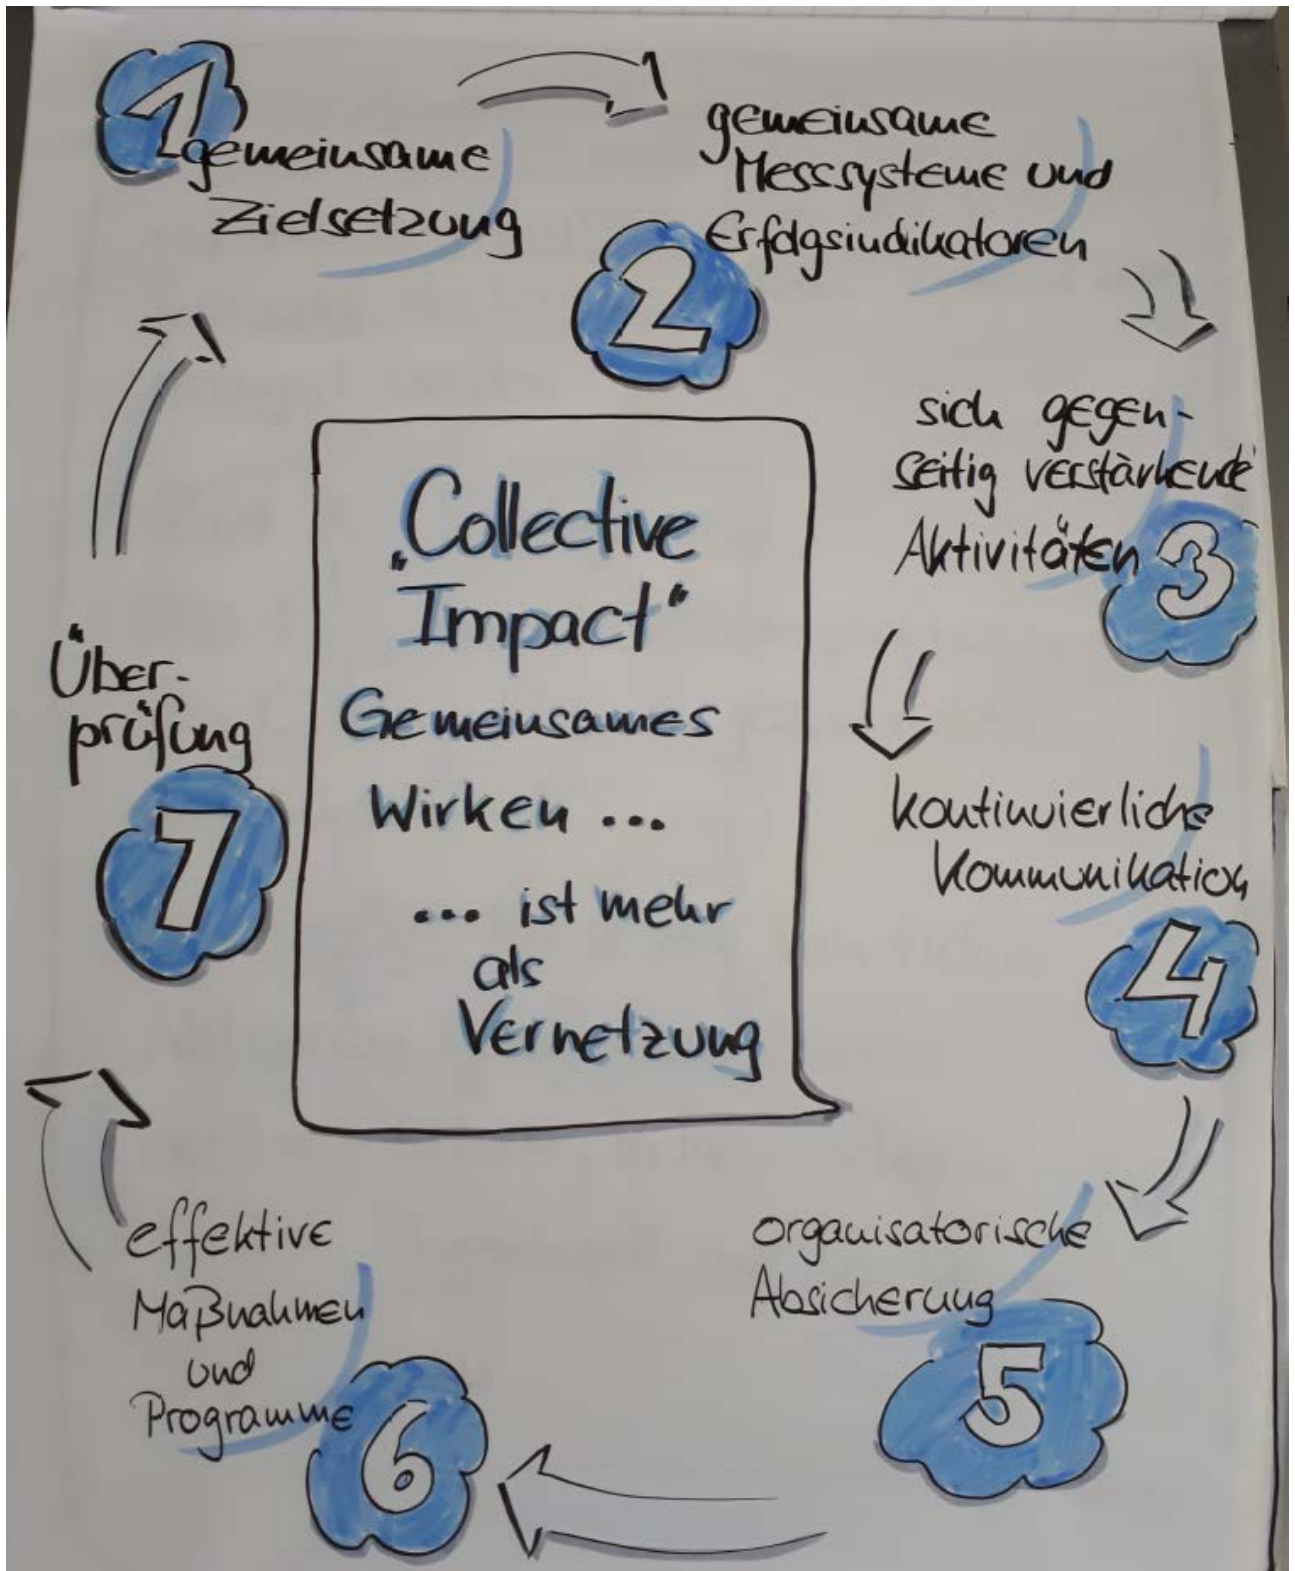 1
gemeinsame
Zielsetzung
gemeinsame
Messsysteme und
Erfolgsindikatoren
2
sich gegen-
seitig verstärkende
Aktivitäten
3
kontinuierliche
Kommunikation
4
organisatorische
Absicherung
5
effektive
Maßnahmen
und
Programme
6
Über-
prüfung
7
„Collective
Impact"
Gemeinsames
Wirken ...
... ist mehr
als
Vernetzung